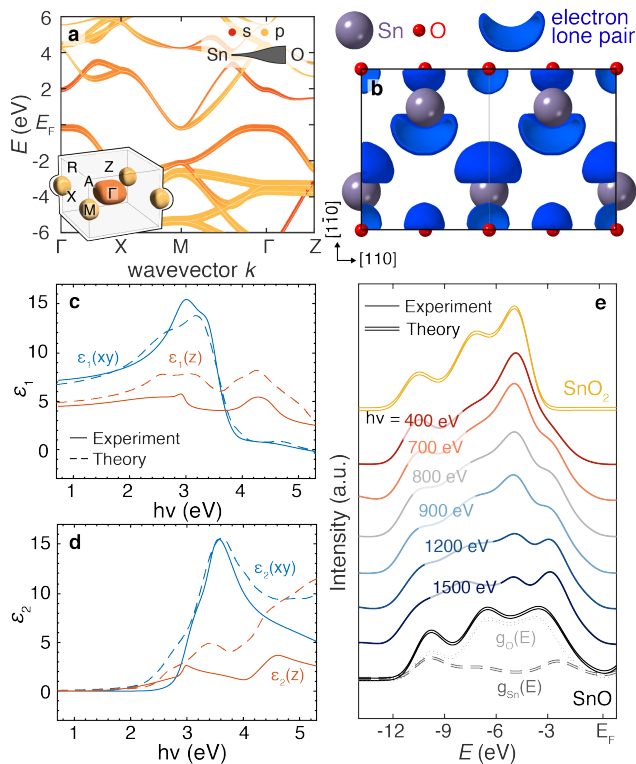 a
s p
Sn O
E (eV)
6
4
2
E_F
-2
-4
-6
R
Z
A
Γ
X
M
Γ X M Γ Z
wavevector k
Sn O electron
lone pair
b
[1̄10]
[110]
c
ε₁
15
10
5
0
ε₁(xy)
ε₁(z)
Experiment
Theory
1 2 3 4 5
hv (eV)
d
ε₂
15
10
5
0
ε₂(xy)
ε₂(z)
1 2 3 4 5
hv (eV)
e
Experiment
Theory
SnO₂
hv = 400 eV
700 eV
800 eV
900 eV
1200 eV
1500 eV
g_O(E)
g_Sn(E)
SnO
Intensity (a.u.)
-12 -9 -6 -3 E_F
E (eV)